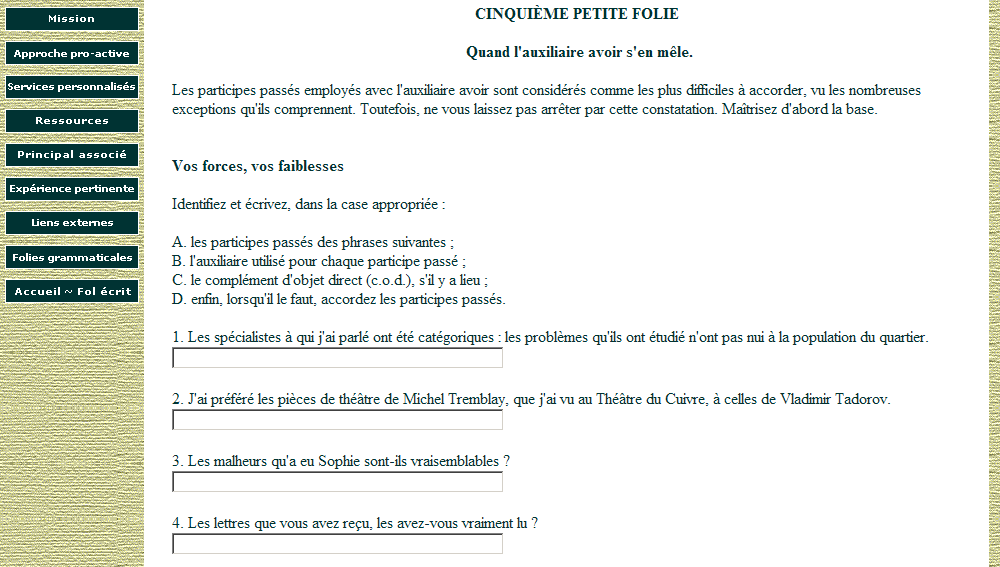 Mission
Approche pro-active
Services personnalisés
Ressources
Principal associé
Expérience pertinente
Liens externes
Folies grammaticales
Accueil ~ Fol écrit
CINQUIÈME PETITE FOLIE
Quand l'auxiliaire avoir s'en mêle.
Les participes passés employés avec l'auxiliaire avoir sont considérés comme les plus difficiles à accorder, vu les nombreuses
exceptions qu'ils comprennent. Toutefois, ne vous laissez pas arrêter par cette constatation. Maîtrisez d'abord la base.
Vos forces, vos faiblesses
Identifiez et écrivez, dans la case appropriée :
A. les participes passés des phrases suivantes ;
B. l'auxiliaire utilisé pour chaque participe passé ;
C. le complément d'objet direct (c.o.d.), s'il y a lieu ;
D. enfin, lorsqu'il le faut, accordez les participes passés.
1. Les spécialistes à qui j'ai parlé ont été catégoriques : les problèmes qu'ils ont étudié n'ont pas nui à la population du quartier.
2. J'ai préféré les pièces de théâtre de Michel Tremblay, que j'ai vu au Théâtre du Cuivre, à celles de Vladimir Tadorov.
3. Les malheurs qu'a eu Sophie sont-ils vraisemblables ?
4. Les lettres que vous avez reçu, les avez-vous vraiment lu ?